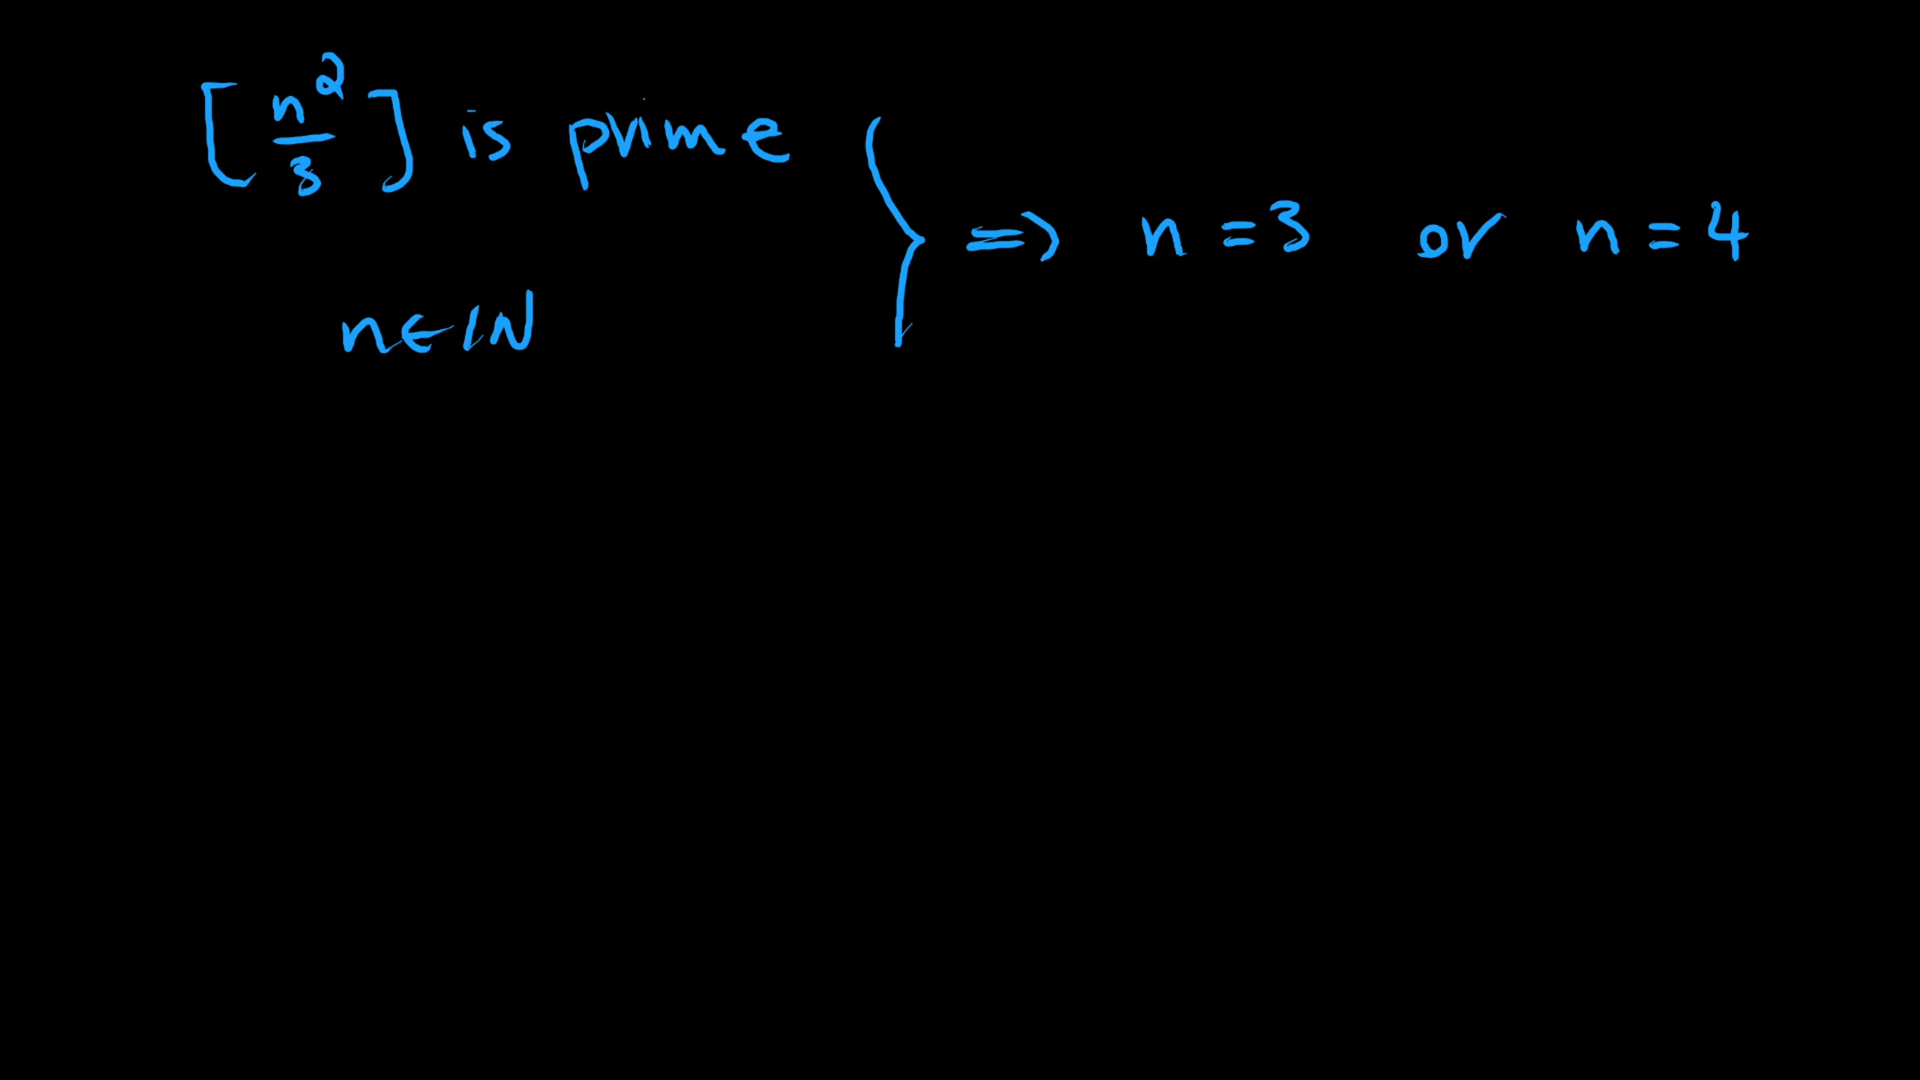 [n²/3] is prime
⇒ n = 3 or n = 4
n ∈ ℕ